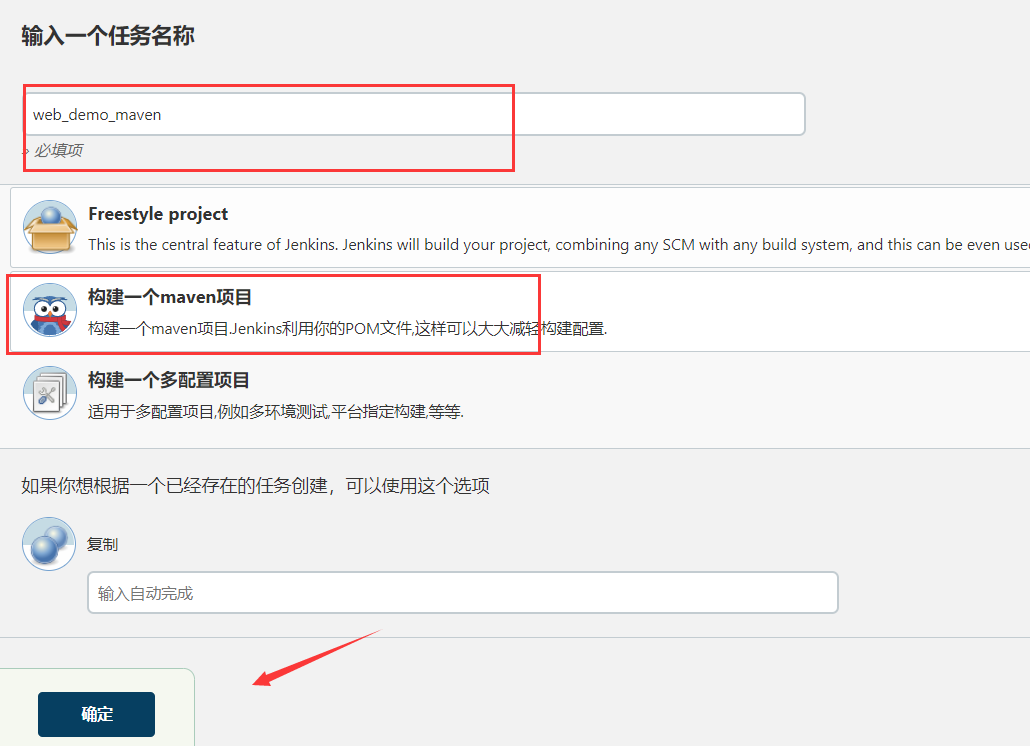 输入一个任务名称
web_demo_maven
» 必填项
Freestyle project
This is the central feature of Jenkins. Jenkins will build your project, combining any SCM with any build system, and this can be even used
构建一个maven项目
构建一个maven项目.Jenkins利用你的POM文件,这样可以大大减轻构建配置.
构建一个多配置项目
适用于多配置项目,例如多环境测试,平台指定构建,等等.
如果你想根据一个已经存在的任务创建，可以使用这个选项
复制
输入自动完成
确定